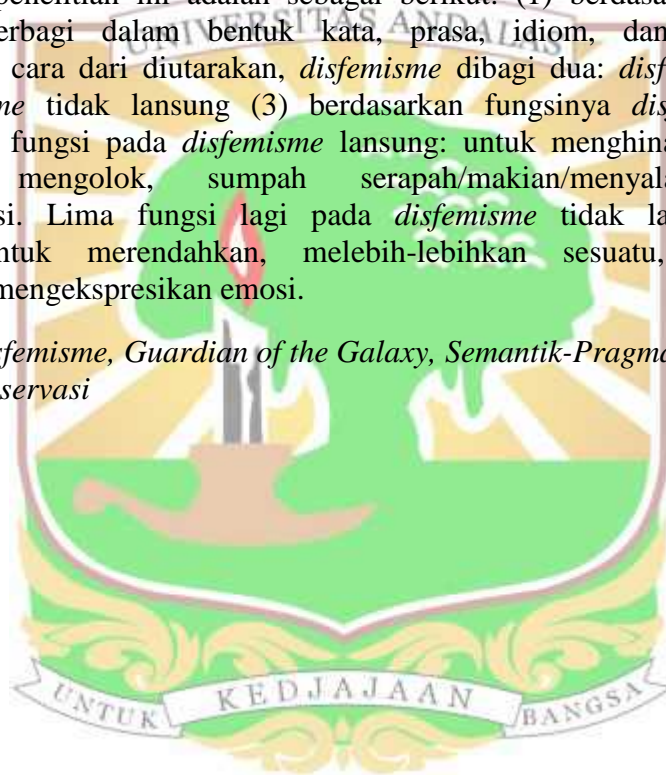 penelitian ini adalah sebagai berikut: (1) berdasa
UNIVERSITAS ANDALAS
erbagi dalam bentuk kata, prasa, idiom, dan
cara dari diutarakan, disfemisme dibagi dua: disf
me tidak lansung (3) berdasarkan fungsinya dis
fungsi pada disfemisme lansung: untuk menghina
mengolok, sumpah serapah/makian/menyal
si. Lima fungsi lagi pada disfemisme tidak la
ntuk merendahkan, melebih-lebihkan sesuatu,
mengekspresikan emosi.
sfemisme, Guardian of the Galaxy, Semantik-Pragma
servasi
UNTUK KEDJAJAAN BANGSA